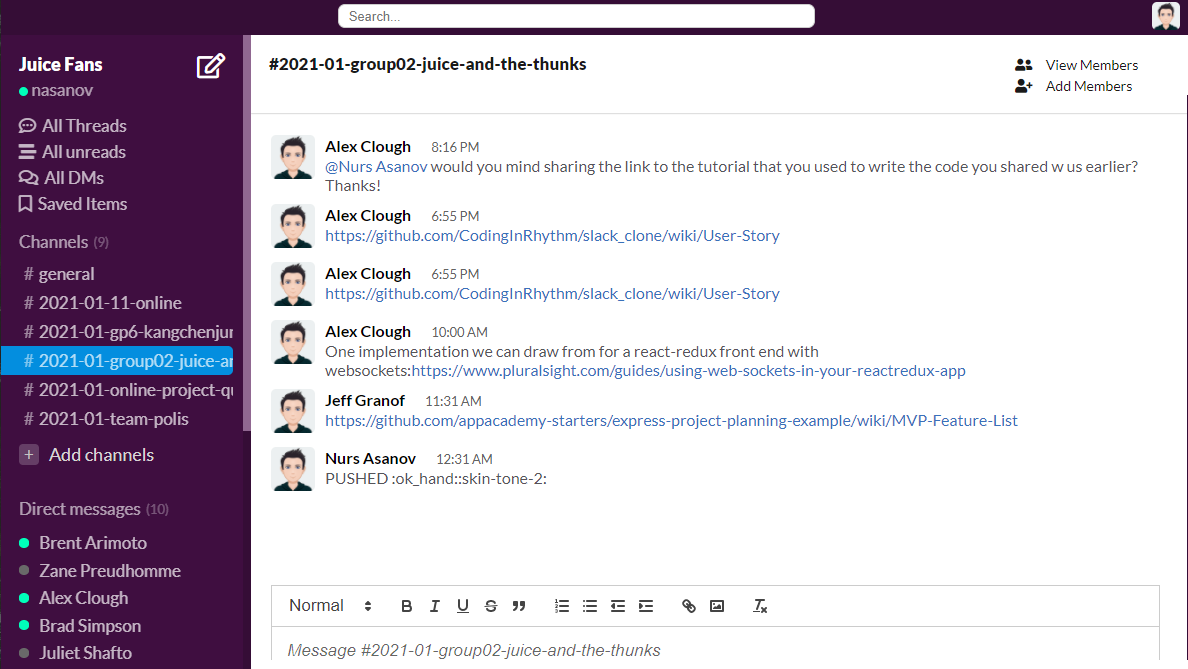 Search...
Juice Fans
nasanov
All Threads
All unreads
All DMs
Saved Items
Channels (9)
# general
# 2021-01-11-online
# 2021-01-gp6-kangchenjun
# 2021-01-group02-juice-an
# 2021-01-online-project-qu
# 2021-01-team-polis
+ Add channels
Direct messages (10)
Brent Arimoto
Zane Preudhomme
Alex Clough
Brad Simpson
Juliet Shafto
#2021-01-group02-juice-and-the-thunks
View Members
Add Members
Alex Clough 8:16 PM
@Nurs Asanov would you mind sharing the link to the tutorial that you used to write the code you shared w us earlier?
Thanks!
Alex Clough 6:55 PM
https://github.com/CodingInRhythm/slack_clone/wiki/User-Story
Alex Clough 6:55 PM
https://github.com/CodingInRhythm/slack_clone/wiki/User-Story
Alex Clough 10:00 AM
One implementation we can draw from for a react-redux front end with
websockets:https://www.pluralsight.com/guides/using-web-sockets-in-your-reactredux-app
Jeff Granof 11:31 AM
https://github.com/appacademy-starters/express-project-planning-example/wiki/MVP-Feature-List
Nurs Asanov 12:31 AM
PUSHED :ok_hand::skin-tone-2:
Normal B I U S
Message #2021-01-group02-juice-and-the-thunks